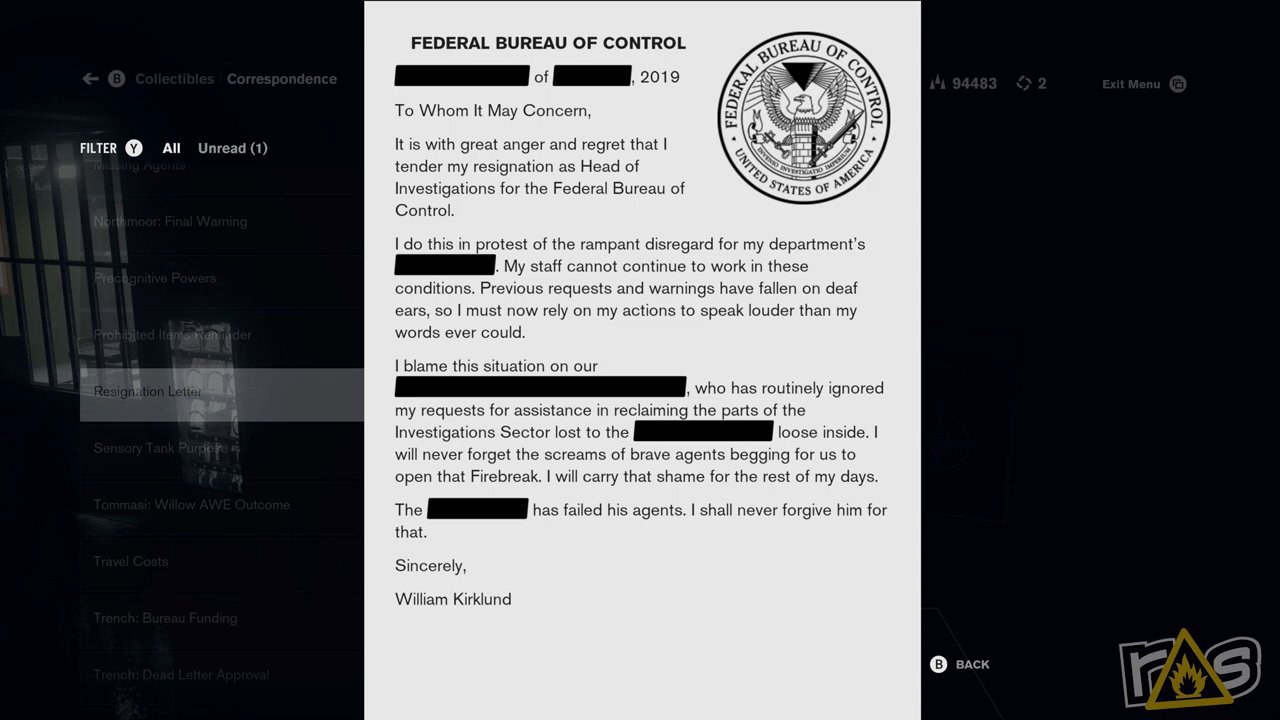 FEDERAL BUREAU OF CONTROL
of , 2019
To Whom It May Concern,
It is with great anger and regret that I
tender my resignation as Head of
Investigations for the Federal Bureau of
Control.
I do this in protest of the rampant disregard for my department's
. My staff cannot continue to work in these
conditions. Previous requests and warnings have fallen on deaf
ears, so I must now rely on my actions to speak louder than my
words ever could.
I blame this situation on our
, who has routinely ignored
my requests for assistance in reclaiming the parts of the
Investigations Sector lost to the loose inside. I
will never forget the screams of brave agents begging for us to
open that Firebreak. I will carry that shame for the rest of my days.
The has failed his agents. I shall never forgive him for
that.
Sincerely,
William Kirklund
FEDERAL BUREAU OF CONTROL
UNITED STATES OF AMERICA
B Collectibles / Correspondence
FILTER Y All Unread (1)
Missing Agents
Northmoor: Final Warning
Precognitive Powers
Prohibited Items Reminder
Resignation Letter
Sensory Tank Purpose
Tommasi: Willow AWE Outcome
Travel Costs
Trench: Bureau Funding
Trench: Dead Letter Approval
94483 2 Exit Menu
B BACK
ras